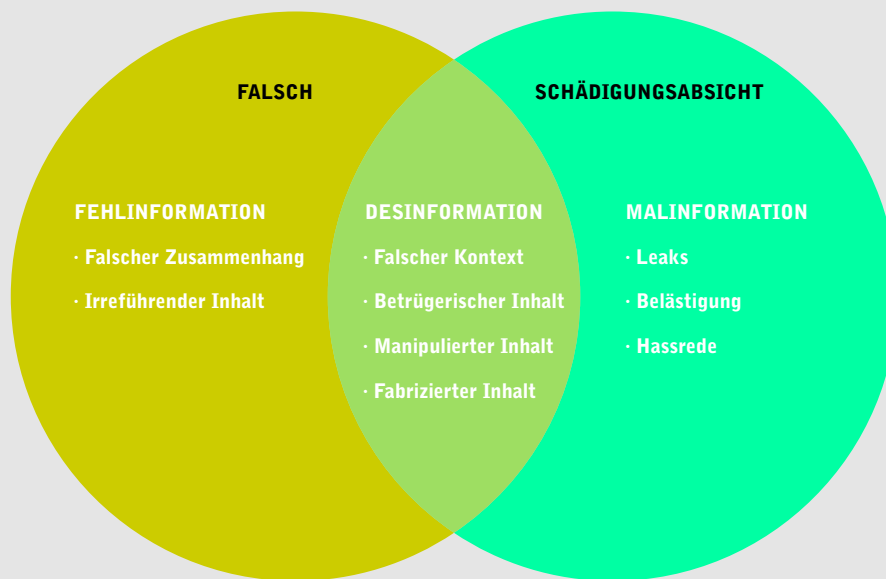 FALSCH
SCHÄDIGUNGSABSICHT
FEHLINFORMATION
· Falscher Zusammenhang
· Irreführender Inhalt
DESINFORMATION
· Falscher Kontext
· Betrügerischer Inhalt
· Manipulierter Inhalt
· Fabrizierter Inhalt
MALINFORMATION
· Leaks
· Belästigung
· Hassrede